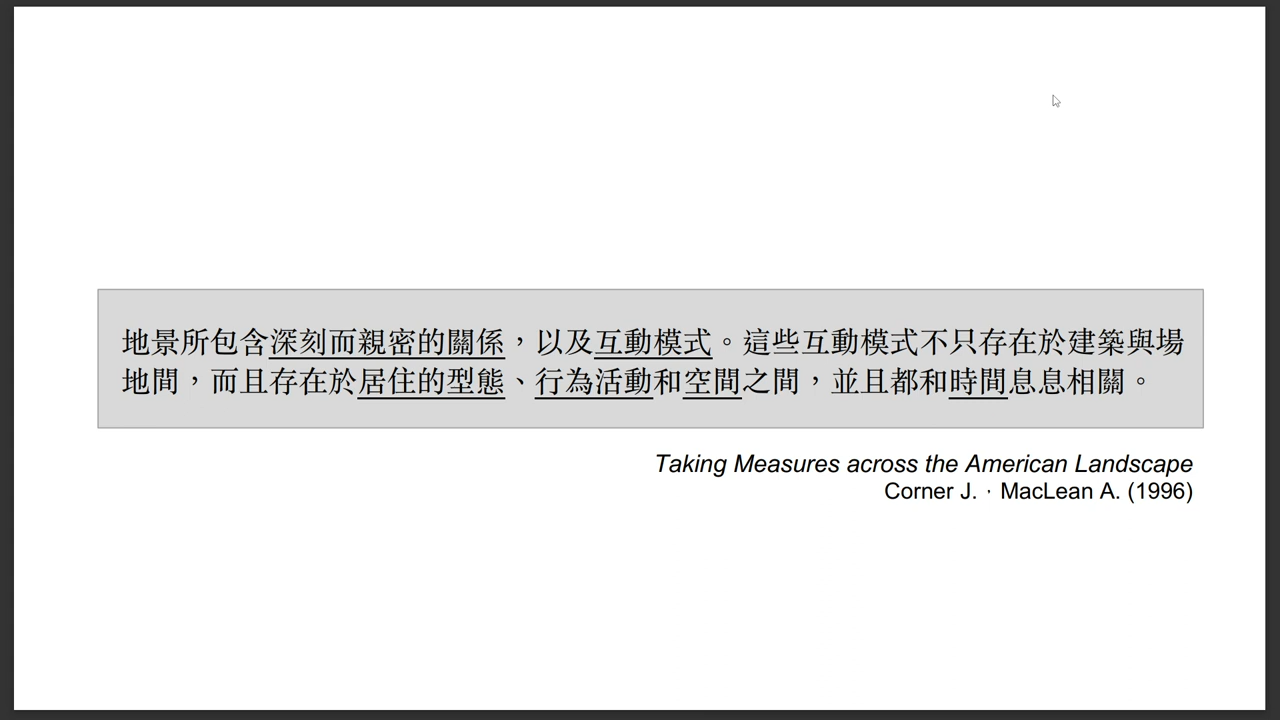 地景所包含深刻而親密的關係，以及互動模式。這些互動模式不只存在於建築與場
地間，而且存在於居住的型態、行為活動和空間之間，並且都和時間息息相關。
Taking Measures across the American Landscape
Corner J. · MacLean A. (1996)